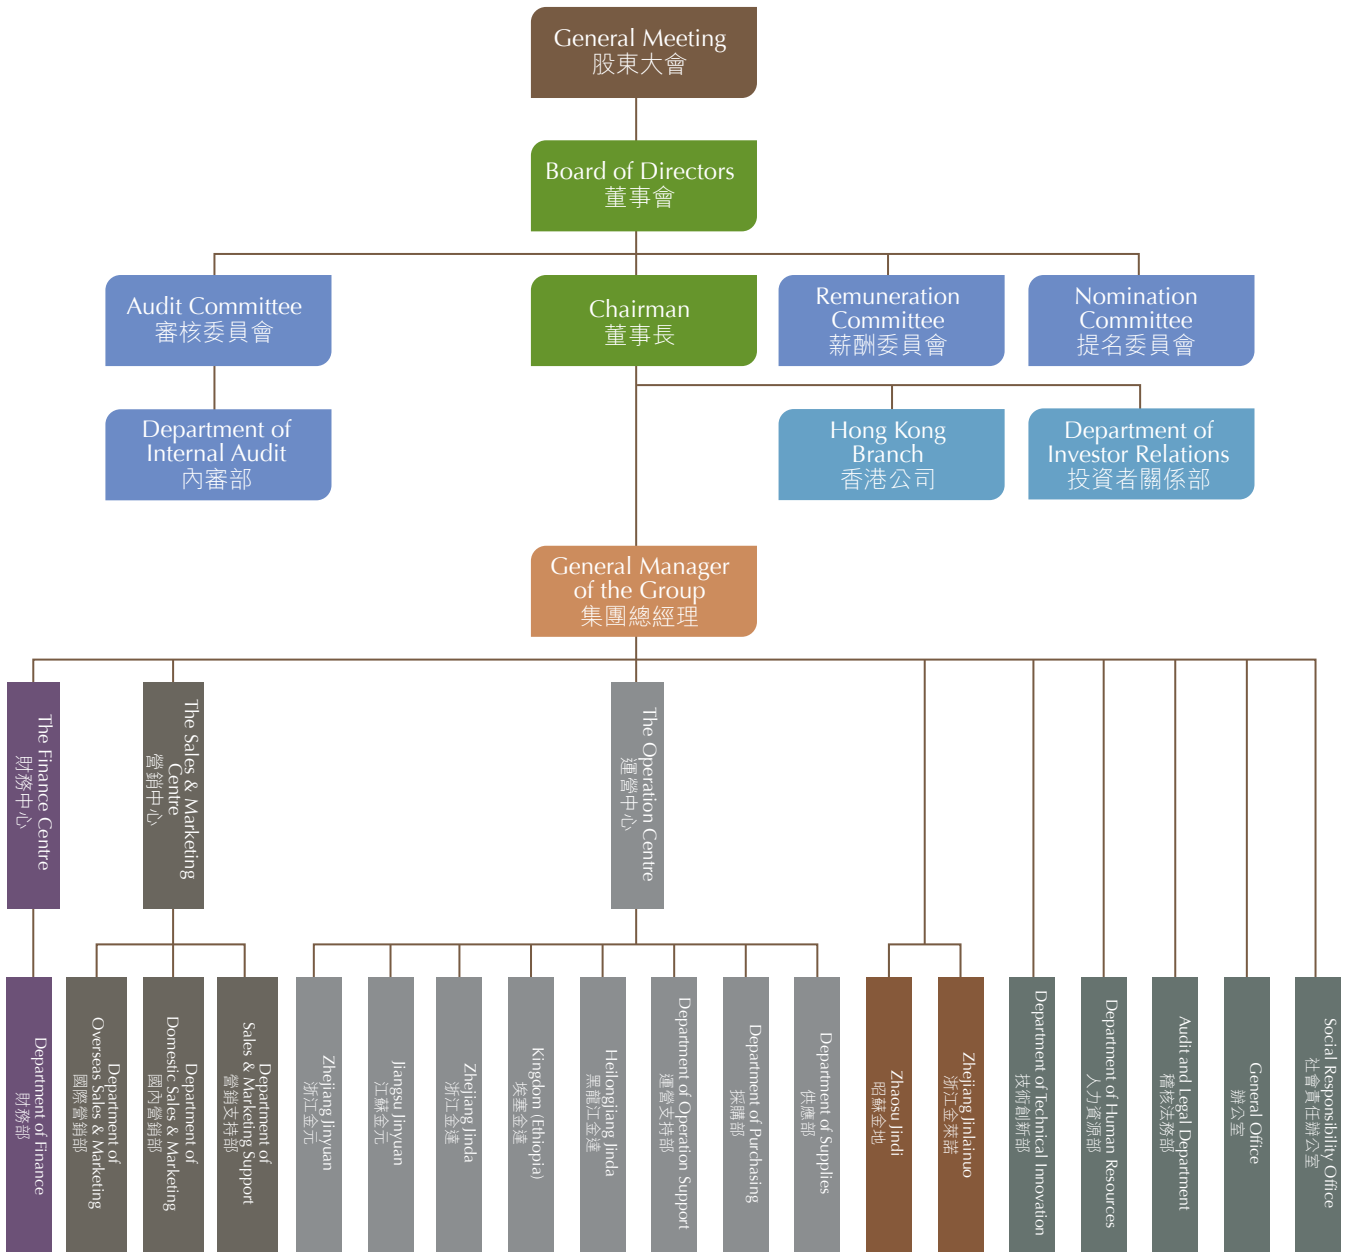 General Meeting
股東大會
Board of Directors
董事會
Audit Committee
審核委員會
Chairman
董事長
Remuneration
Committee
薪酬委員會
Nomination
Committee
提名委員會
Department of
Internal Audit
內審部
Hong Kong
Branch
香港公司
Department of
Investor Relations
投資者關係部
General Manager
of the Group
集團總經理
The Finance Centre
財務中心
The Sales & Marketing
Centre
營銷中心
The Operation Centre
運營中心
Department of Finance
財務部
Department of
Overseas Sales & Marketing
國際營銷部
Department of
Domestic Sales & Marketing
國內營銷部
Department of
Sales & Marketing Support
營銷支持部
Zhejiang Jinyuan
浙江金元
Jiangsu Jinyuan
江蘇金元
Zhejiang Jinda
浙江金達
Kingdom (Ethopia)
埃塞金達
Heilongjiang Jinda
黑龍江金達
Department of Operation Support
運營支持部
Department of Purchasing
採購部
Department of Supplies
供應部
Zhaosu Jindi
昭蘇金地
Zhejiang Jinlainuo
浙江金萊諾
Department of Technical Innovation
技術創新部
Department of Human Resources
人力資源部
Audit and Legal Department
稽核法務部
General Office
辦公室
Social Responsibility Office
社會責任辦公室